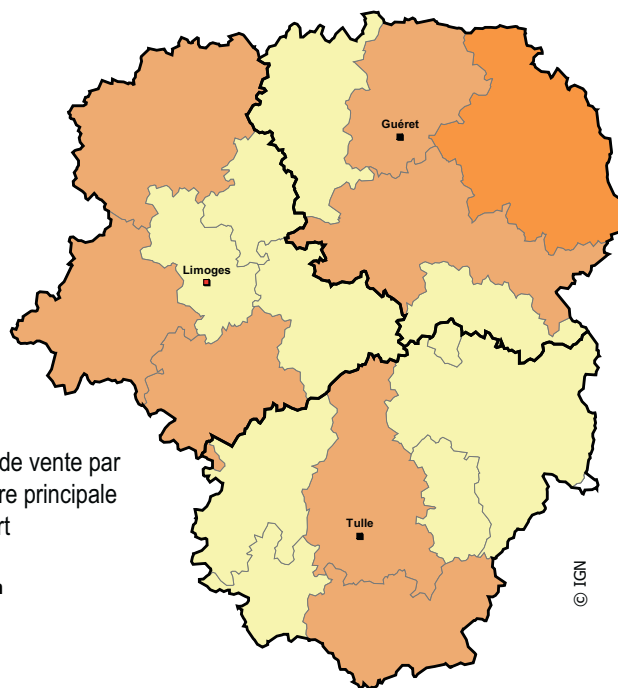 Guéret
Limoges
de vente par
re principale
Tulle
rt
© IGN